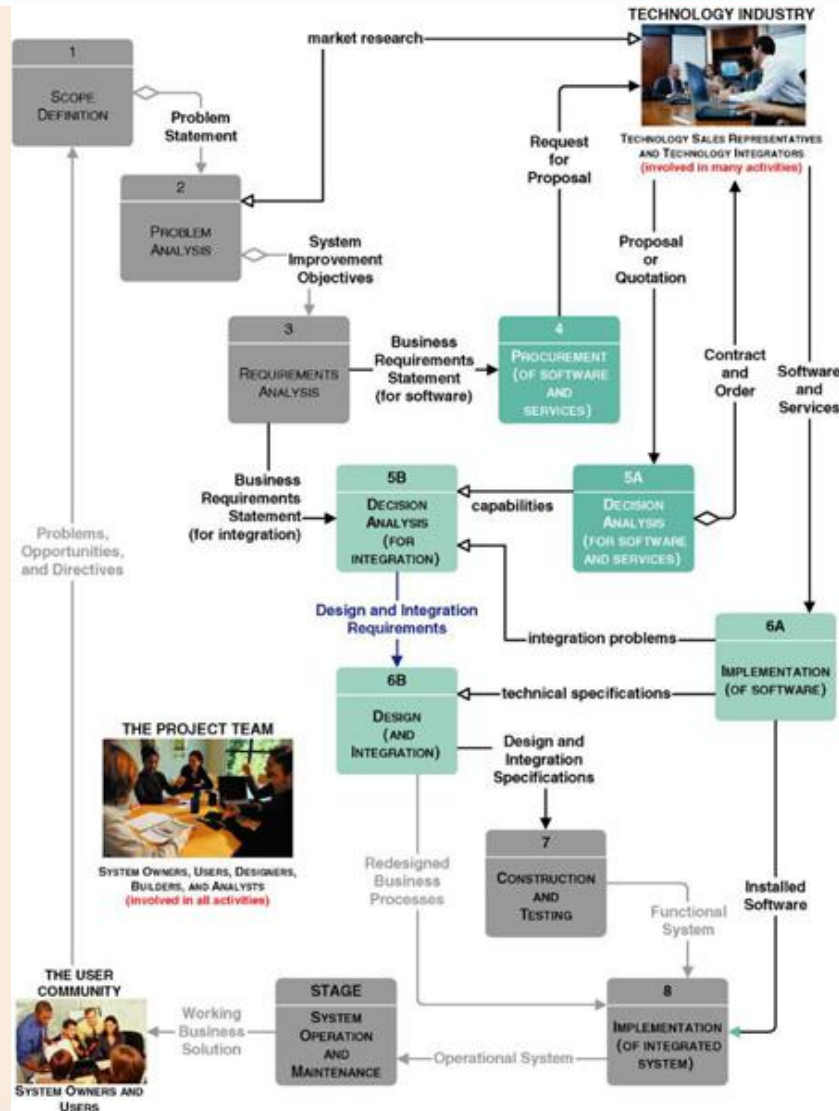 TECHNOLOGY INDUSTRY
market research
1
SCOPE
DEFINITION
Problem
Statement
Request
for
Proposal
TECHNOLOGY SALES REPRESENTATIVES
AND TECHNOLOGY INTEGRATORS
(involved in many activities)
2
PROBLEM
ANALYSIS
System
Improvement
Objectives
Proposal
or
Quotation
3
REQUIREMENTS
ANALYSIS
Business
Requirements
Statement
(for software)
4
PROCUREMENT
(OF SOFTWARE
AND
SERVICES)
Contract
and
Order
Software
and
Services
Business
Requirements
Statement
(for integration)
5B
DECISION
ANALYSIS
(FOR
INTEGRATION)
capabilities
5A
DECISION
ANALYSIS
(FOR SOFTWARE
AND SERVICES)
Problems,
Opportunities,
and Directives
Design and Integration
Requirements
integration problems
6A
IMPLEMENTATION
(OF SOFTWARE)
6B
DESIGN
(AND
INTEGRATION)
technical specifications
THE PROJECT TEAM
Design and
Integration
Specifications
SYSTEM OWNERS, USERS, DESIGNERS,
BUILDERS, AND ANALYSTS
(involved in all activities)
Redesigned
Business
Processes
7
CONSTRUCTION
AND
TESTING
Functional
System
Installed
Software
THE USER
COMMUNITY
Working
Business
Solution
STAGE
SYSTEM
OPERATION
AND
MAINTENANCE
Operational System
8
IMPLEMENTATION
(OF INTEGRATED
SYSTEM)
SYSTEM OWNERS AND
USERS